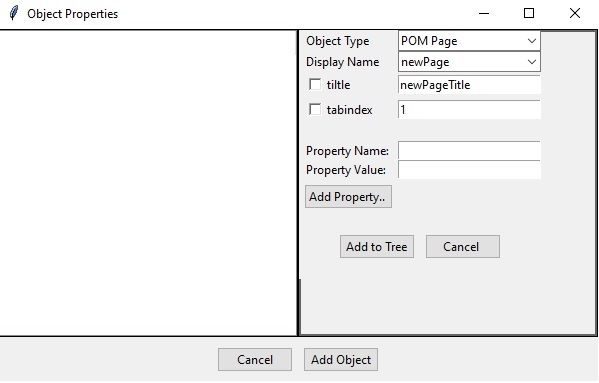 Object Properties
Object Type POM Page
Display Name newPage
tiltle newPageTitle
tabindex 1
Property Name:
Property Value:
Add Property..
Add to Tree Cancel
Cancel Add Object